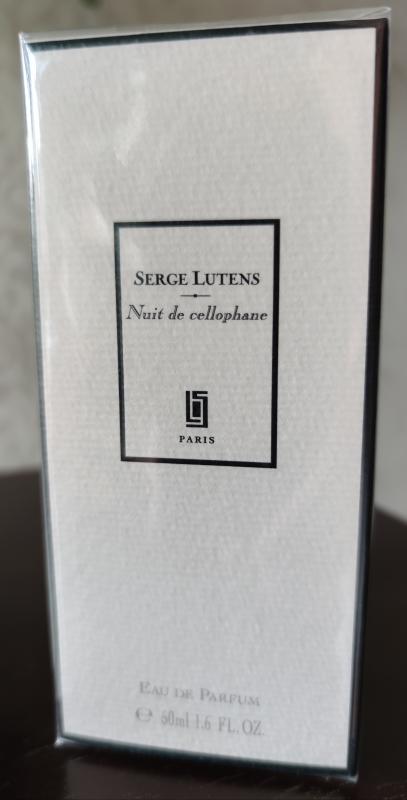 SERGE LUTENS
Nuit de cellophane
PARIS
EAU DE PARFUM
℮ 50ml 1.6 FL. OZ.